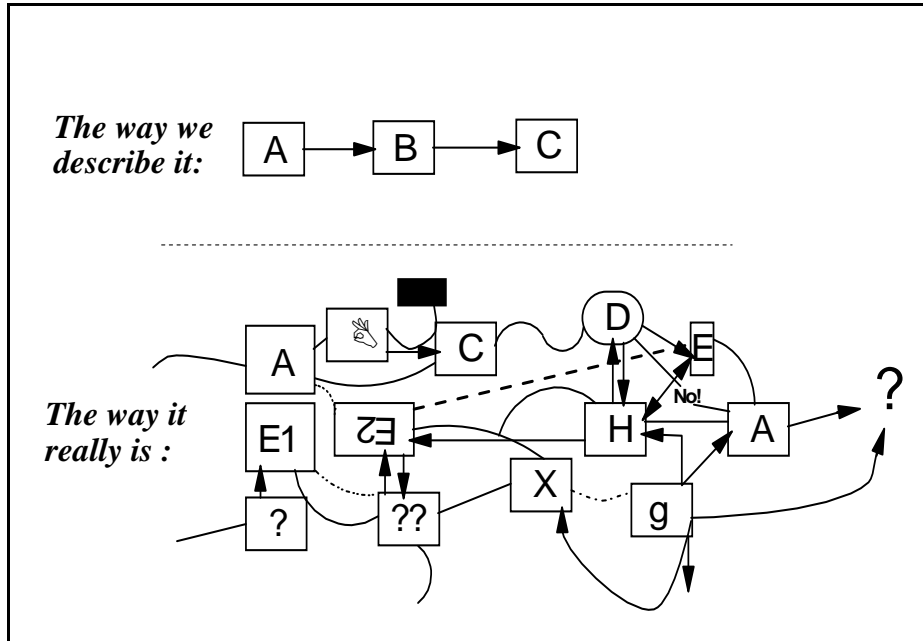 The way we
describe it:
A B C
D
A C E
No!
?
The way it
really is :
E1 E2 H A
X
? ?? g